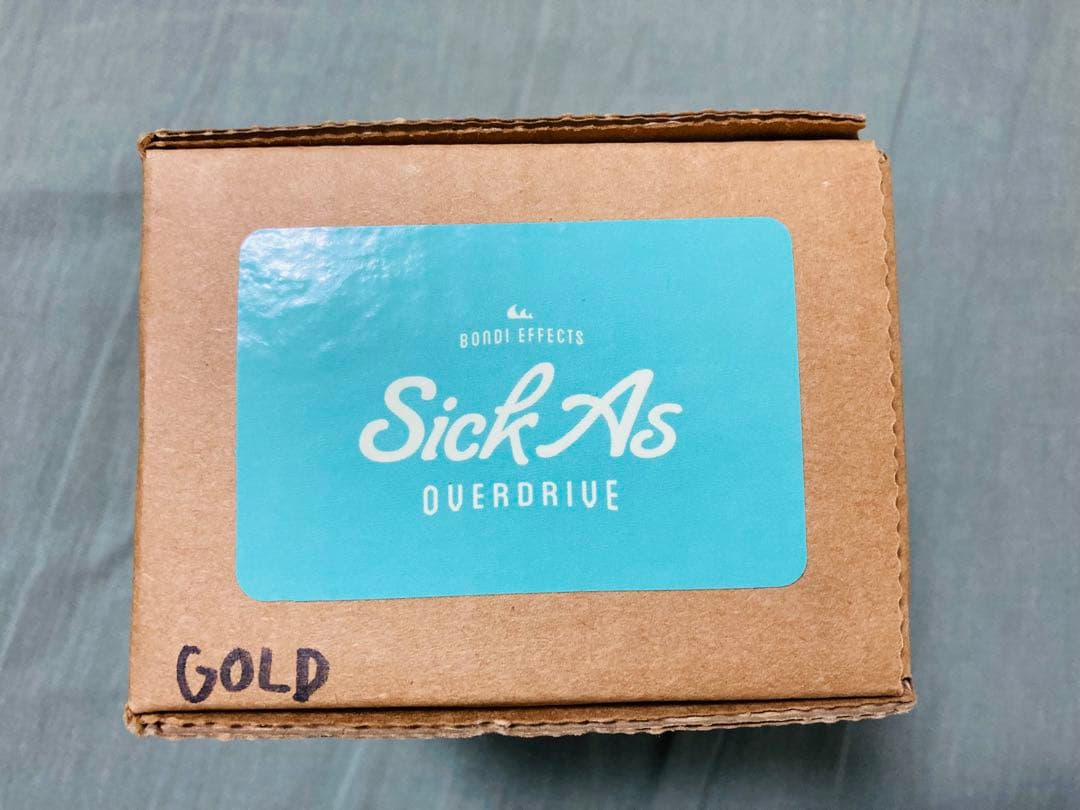 BONDI EFFECTS
Sick As
OVERDRIVE
GOLD